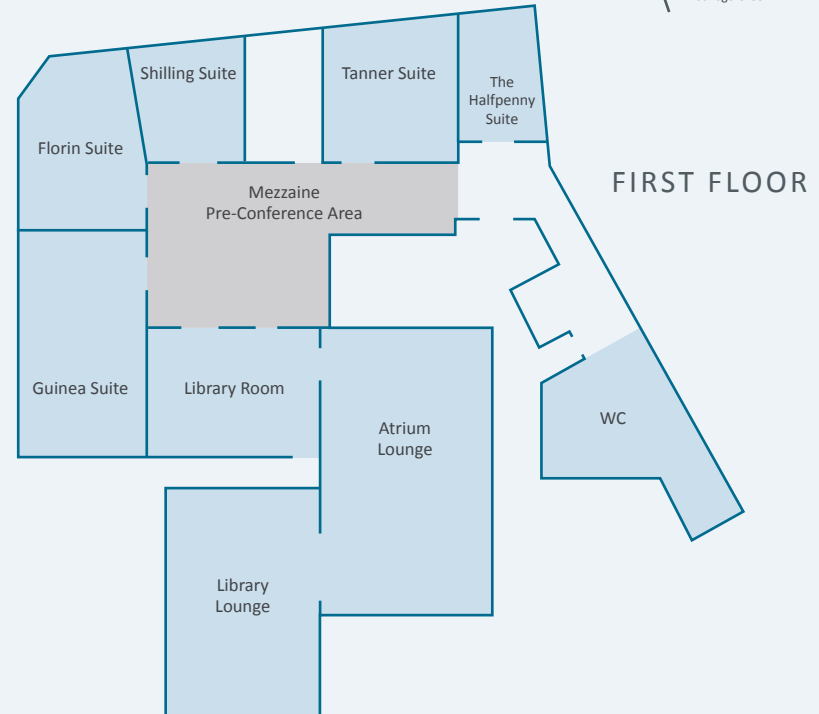 Shilling Suite
Tanner Suite
The
Halfpenny
Suite
Florin Suite
FIRST FLOOR
Mezzaine
Pre-Conference Area
Guinea Suite
Library Room
Atrium
Lounge
WC
Library
Lounge